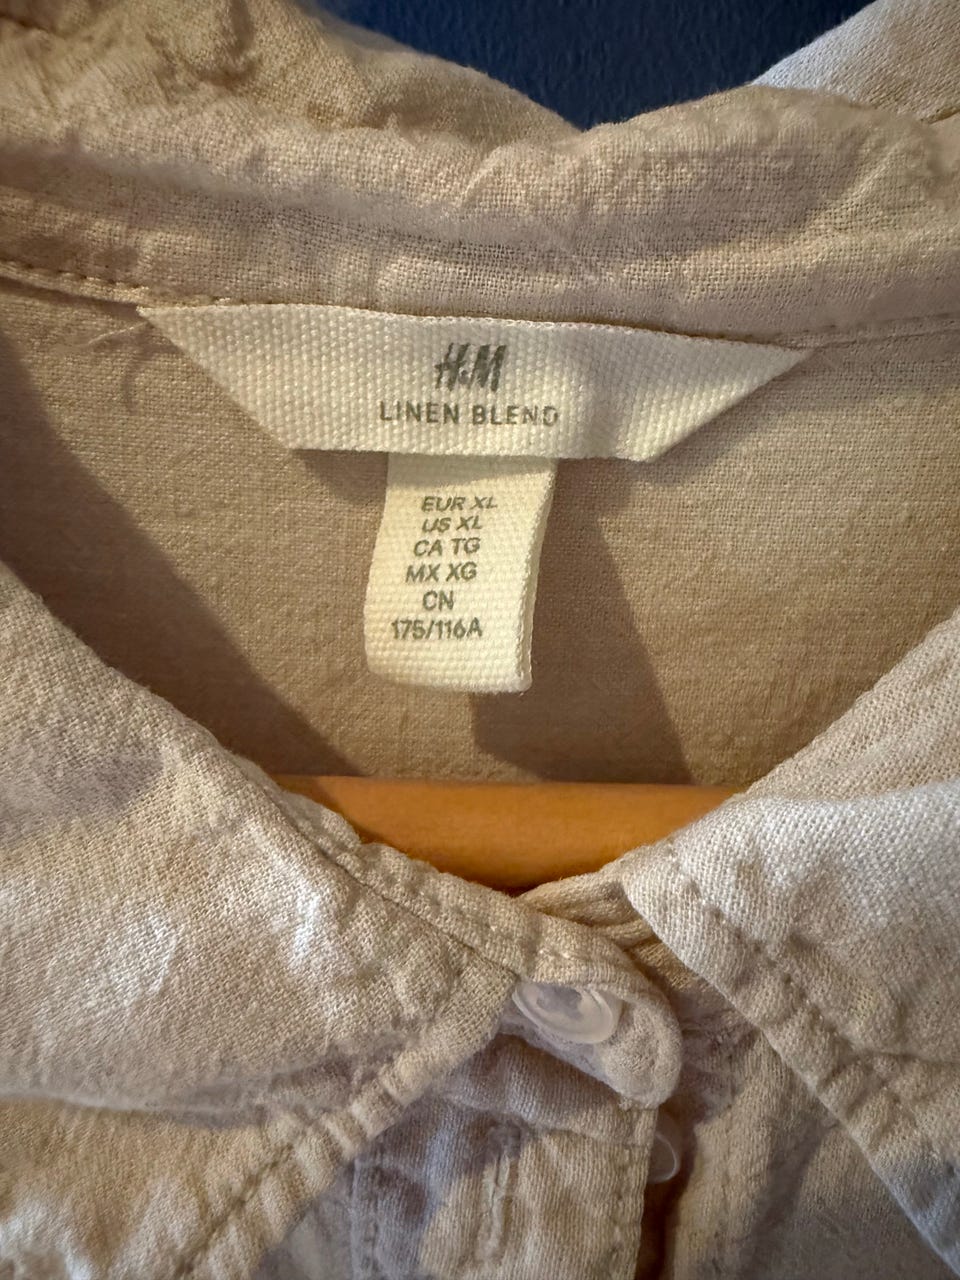 H&M
LINEN BLEND
EUR XL
US XL
CA TG
MX XG
CN
175/116A